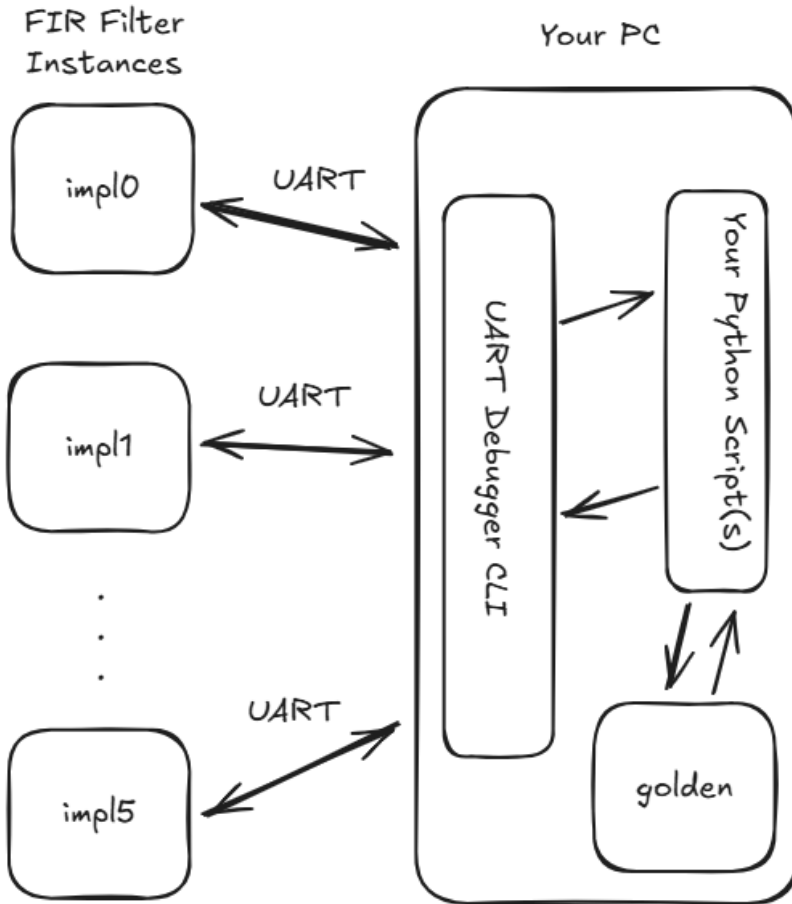 FIR Filter
Instances
Your PC
impl0
UART
impl1
UART
.
.
.
impl5
UART
UART Debugger CLI
Your Python Script(s)
golden